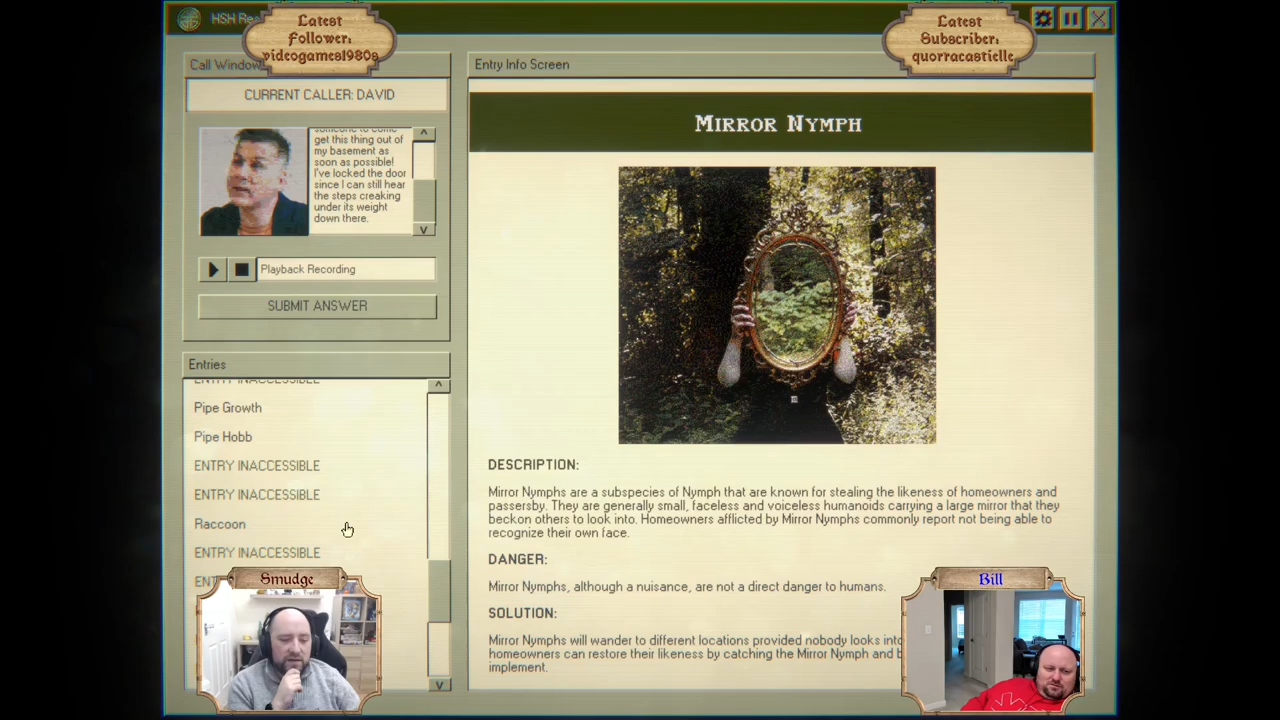 HSH
Latest
Follower:
videogames1980s
Latest
Subscriber:
quorracastielle
Call Window
CURRENT CALLER: DAVID
someone to come
get this thing out of
my basement as
soon as possible!
I've locked the door
since I can still hear
the steps creaking
under its weight
down there.
Playback Recording
SUBMIT ANSWER
Entries
ENTRY INACCESSIBLE
Pipe Growth
Pipe Hobb
ENTRY INACCESSIBLE
ENTRY INACCESSIBLE
Raccoon
ENTRY INACCESSIBLE
Smudge
Entry Info Screen
Mirror Nymph
DESCRIPTION:
Mirror Nymphs are a subspecies of Nymph that are known for stealing the likeness of homeowners and
passersby. They are generally small, faceless and voiceless humanoids carrying a large mirror that they
beckon others to look into. Homeowners afflicted by Mirror Nymphs commonly report not being able to
recognize their own face.
DANGER:
Mirror Nymphs, although a nuisance, are not a direct danger to humans.
SOLUTION:
Mirror Nymphs will wander to different locations provided nobody looks into
homeowners can restore their likeness by catching the Mirror Nymph and
implement.
Bill